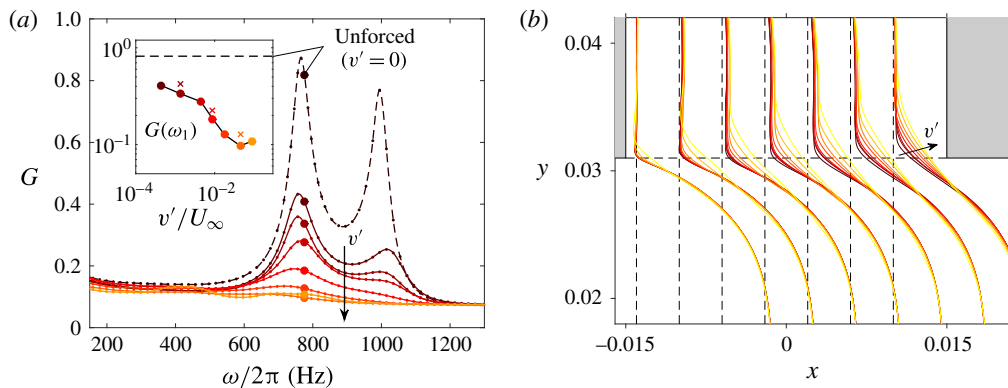 (a)
1.0
0.8
0.6
0.4
0.2
0
G
200 400 600 800 1000 1200
ω/2π (Hz)
10⁰
10⁻¹
10⁻⁴ 10⁻²
G(ω₁)
v′/U∞
Unforced
(v′ = 0)
v′
(b)
0.04
0.03
0.02
y
−0.015 0 0.015
x
v′